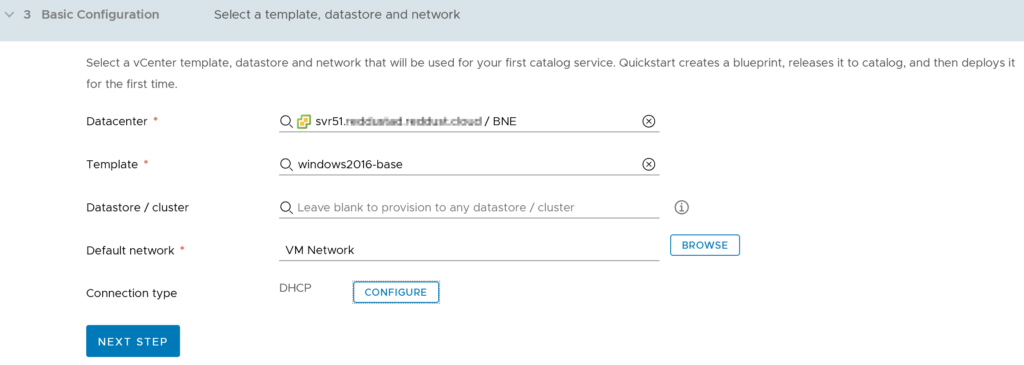 3 Basic Configuration Select a template, datastore and network
Select a vCenter template, datastore and network that will be used for your first catalog service. Quickstart creates a blueprint, releases it to catalog, and then deploys it
for the first time.
Datacenter * svr51. / BNE
Template * windows2016-base
Datastore / cluster Leave blank to provision to any datastore / cluster
Default network * VM Network BROWSE
Connection type DHCP CONFIGURE
NEXT STEP